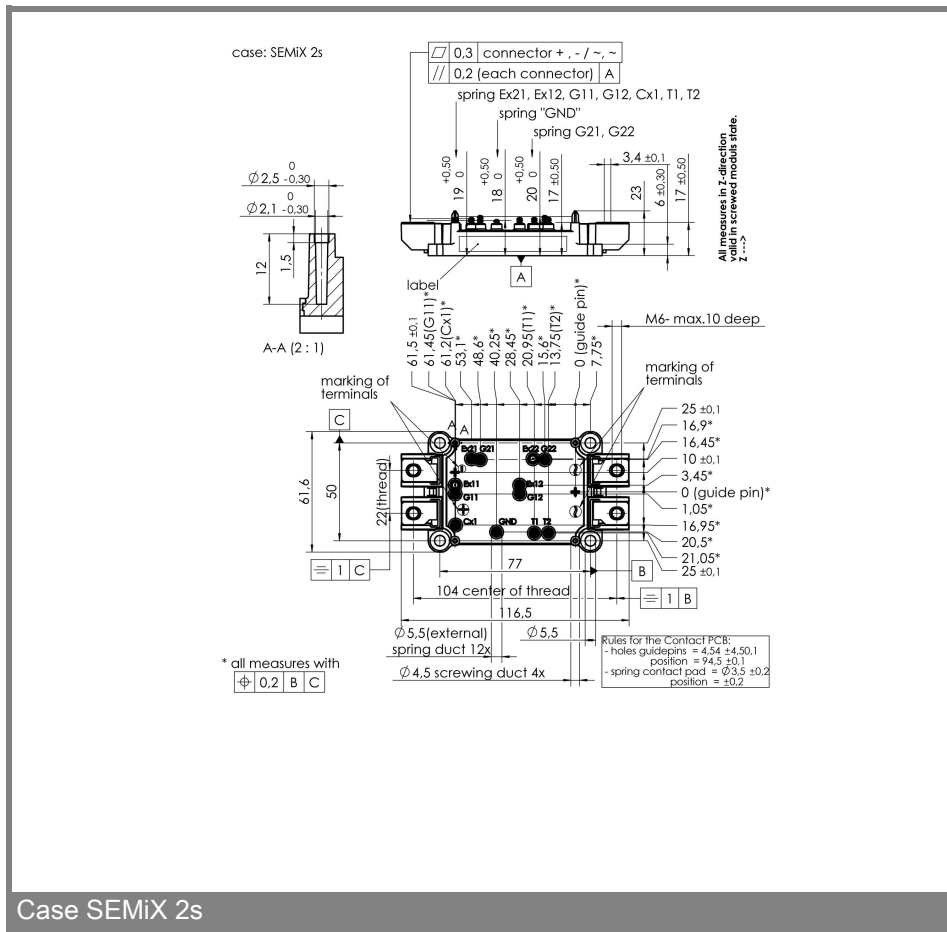 case: SEMiX 2s
0,3 connector + , - / ~, ~
// 0,2 (each connector) A
spring Ex21, Ex12, G11, G12, Cx1, T1, T2
spring "GND"
spring G21, G22
+0,50
19 0
+0,50
18 0
+0,50
20 0
17 ±0,50
3,4 ±0,1
23
6 ±0,30
17 ±0,50
All measures in Z-direction
valid in screwed moduls state.
Z --->
0
Ø 2,5 -0,30
0
Ø 2,1 -0,30
12
1,5
A-A (2 : 1)
label
A
61,5 ±0,1
61,45(G11)*
61,2(Cx1)*
53,1*
48,6*
40,25*
28,45*
20,95(T1)*
15,6*
13,75(T2)*
0 (guide pin)*
7,75*
M6- max.10 deep
marking of
terminals
marking of
terminals
C
A A
25 ±0,1
16,9*
16,45*
10 ±0,1
3,45*
0 (guide pin)*
1,05*
16,95*
20,5*
21,05*
25 ±0,1
61,6
50
22(thread)
Ex21 G21
Ex22 G22
Ex11
G11
Ex12
G12
Cx1
GND
T1 T2
77
B
1 C
104 center of thread
1 B
116,5
Ø 5,5(external)
spring duct 12x
Ø 5,5
Ø 4,5 screwing duct 4x
* all measures with
0,2 B C
Rules for the Contact PCB:
- holes guidepins = 4,54 ±4,50,1
position = 94,5 ±0,1
- spring contact pad = Ø3,5 ±0,2
position = ±0,2
Case SEMiX 2s